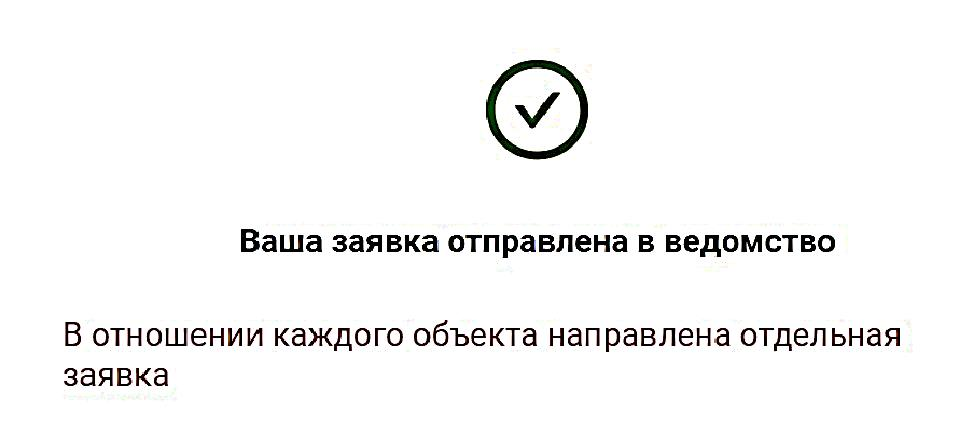 Ваша заявка отправлена в ведомство
В отношении каждого объекта направлена отдельная
заявка